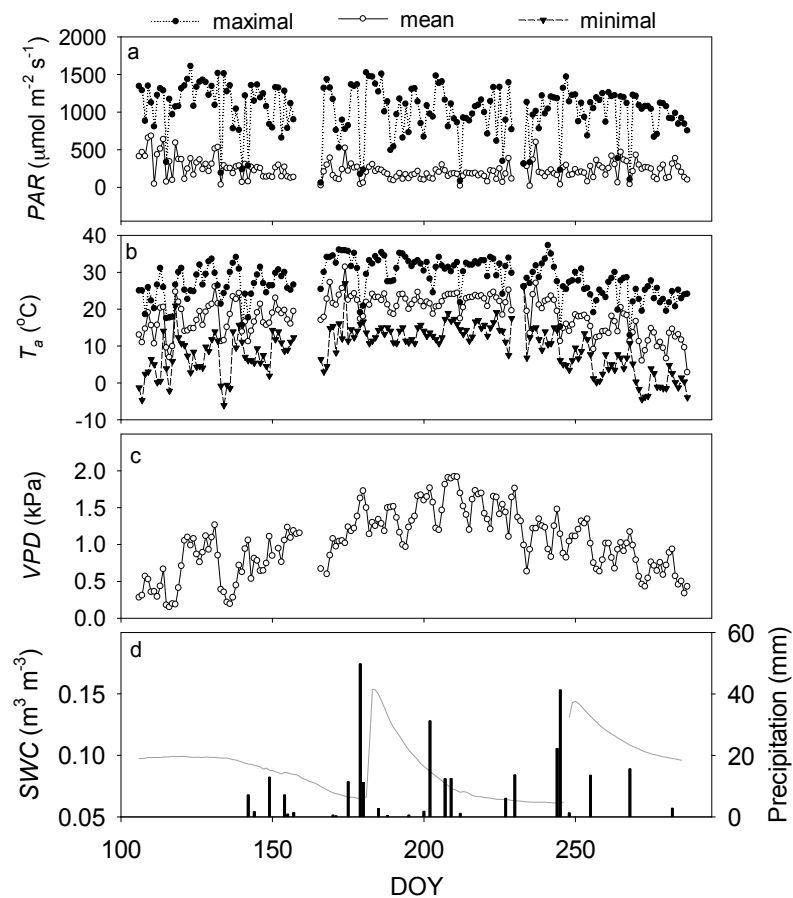 maximal mean minimal
a
2000
1500
1000
500
0
PAR (μmol m⁻² s⁻¹)
b
40
30
20
10
0
-10
Tₐ (°C)
c
2.0
1.5
1.0
0.5
0.0
VPD (kPa)
d
0.15
0.10
0.05
SWC (m³ m⁻³)
60
40
20
0
Precipitation (mm)
100 150 200 250
DOY